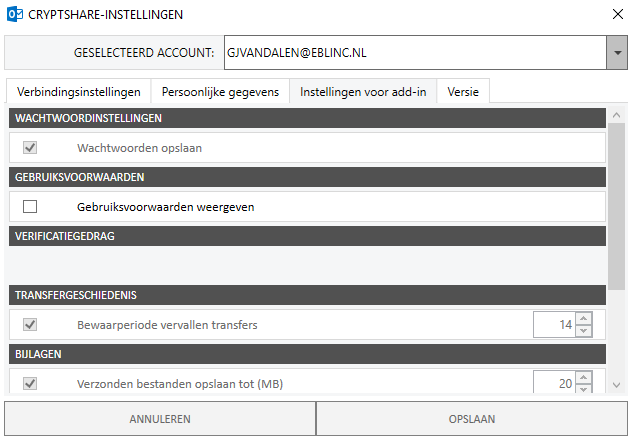 CRYPTSHARE-INSTELLINGEN
GESELECTEERD ACCOUNT: GJVANDALEN@EBLINC.NL
Verbindingsinstellingen Persoonlijke gegevens Instellingen voor add-in Versie
WACHTWOORDINSTELLINGEN
Wachtwoorden opslaan
GEBRUIKSVOORWAARDEN
Gebruiksvoorwaarden weergeven
VERIFICATIEGEDRAG
TRANSFERGESCHIEDENIS
Bewaarperiode vervallen transfers 14
BIJLAGEN
Verzonden bestanden opslaan tot (MB) 20
ANNULEREN OPSLAAN